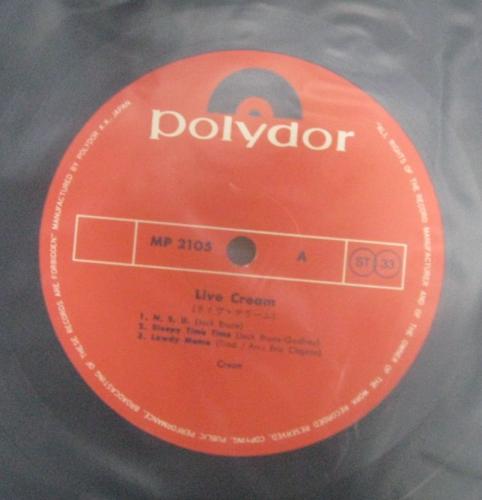 polydor
MP 2105
A
ST 33
Live Cream
(ライヴ・クリーム)
1. N. S. U. (Jack Bruce)
2. Sleepy Time Time (Jack Bruce-Godfrey)
3. Lawdy Mama (Trad. / Arr. Eric Clapton)
Cream
"ALL RIGHTS OF THE RECORD MANUFACTURER AND OF THE OWNER OF THE WORK RECORDED RESERVED, COPYING, PUBLIC PERFORMANCE, BROADCASTING OF THESE RECORDS ARE FORBIDDEN" MANUFACTURED BY POLYDOR K.K. JAPAN